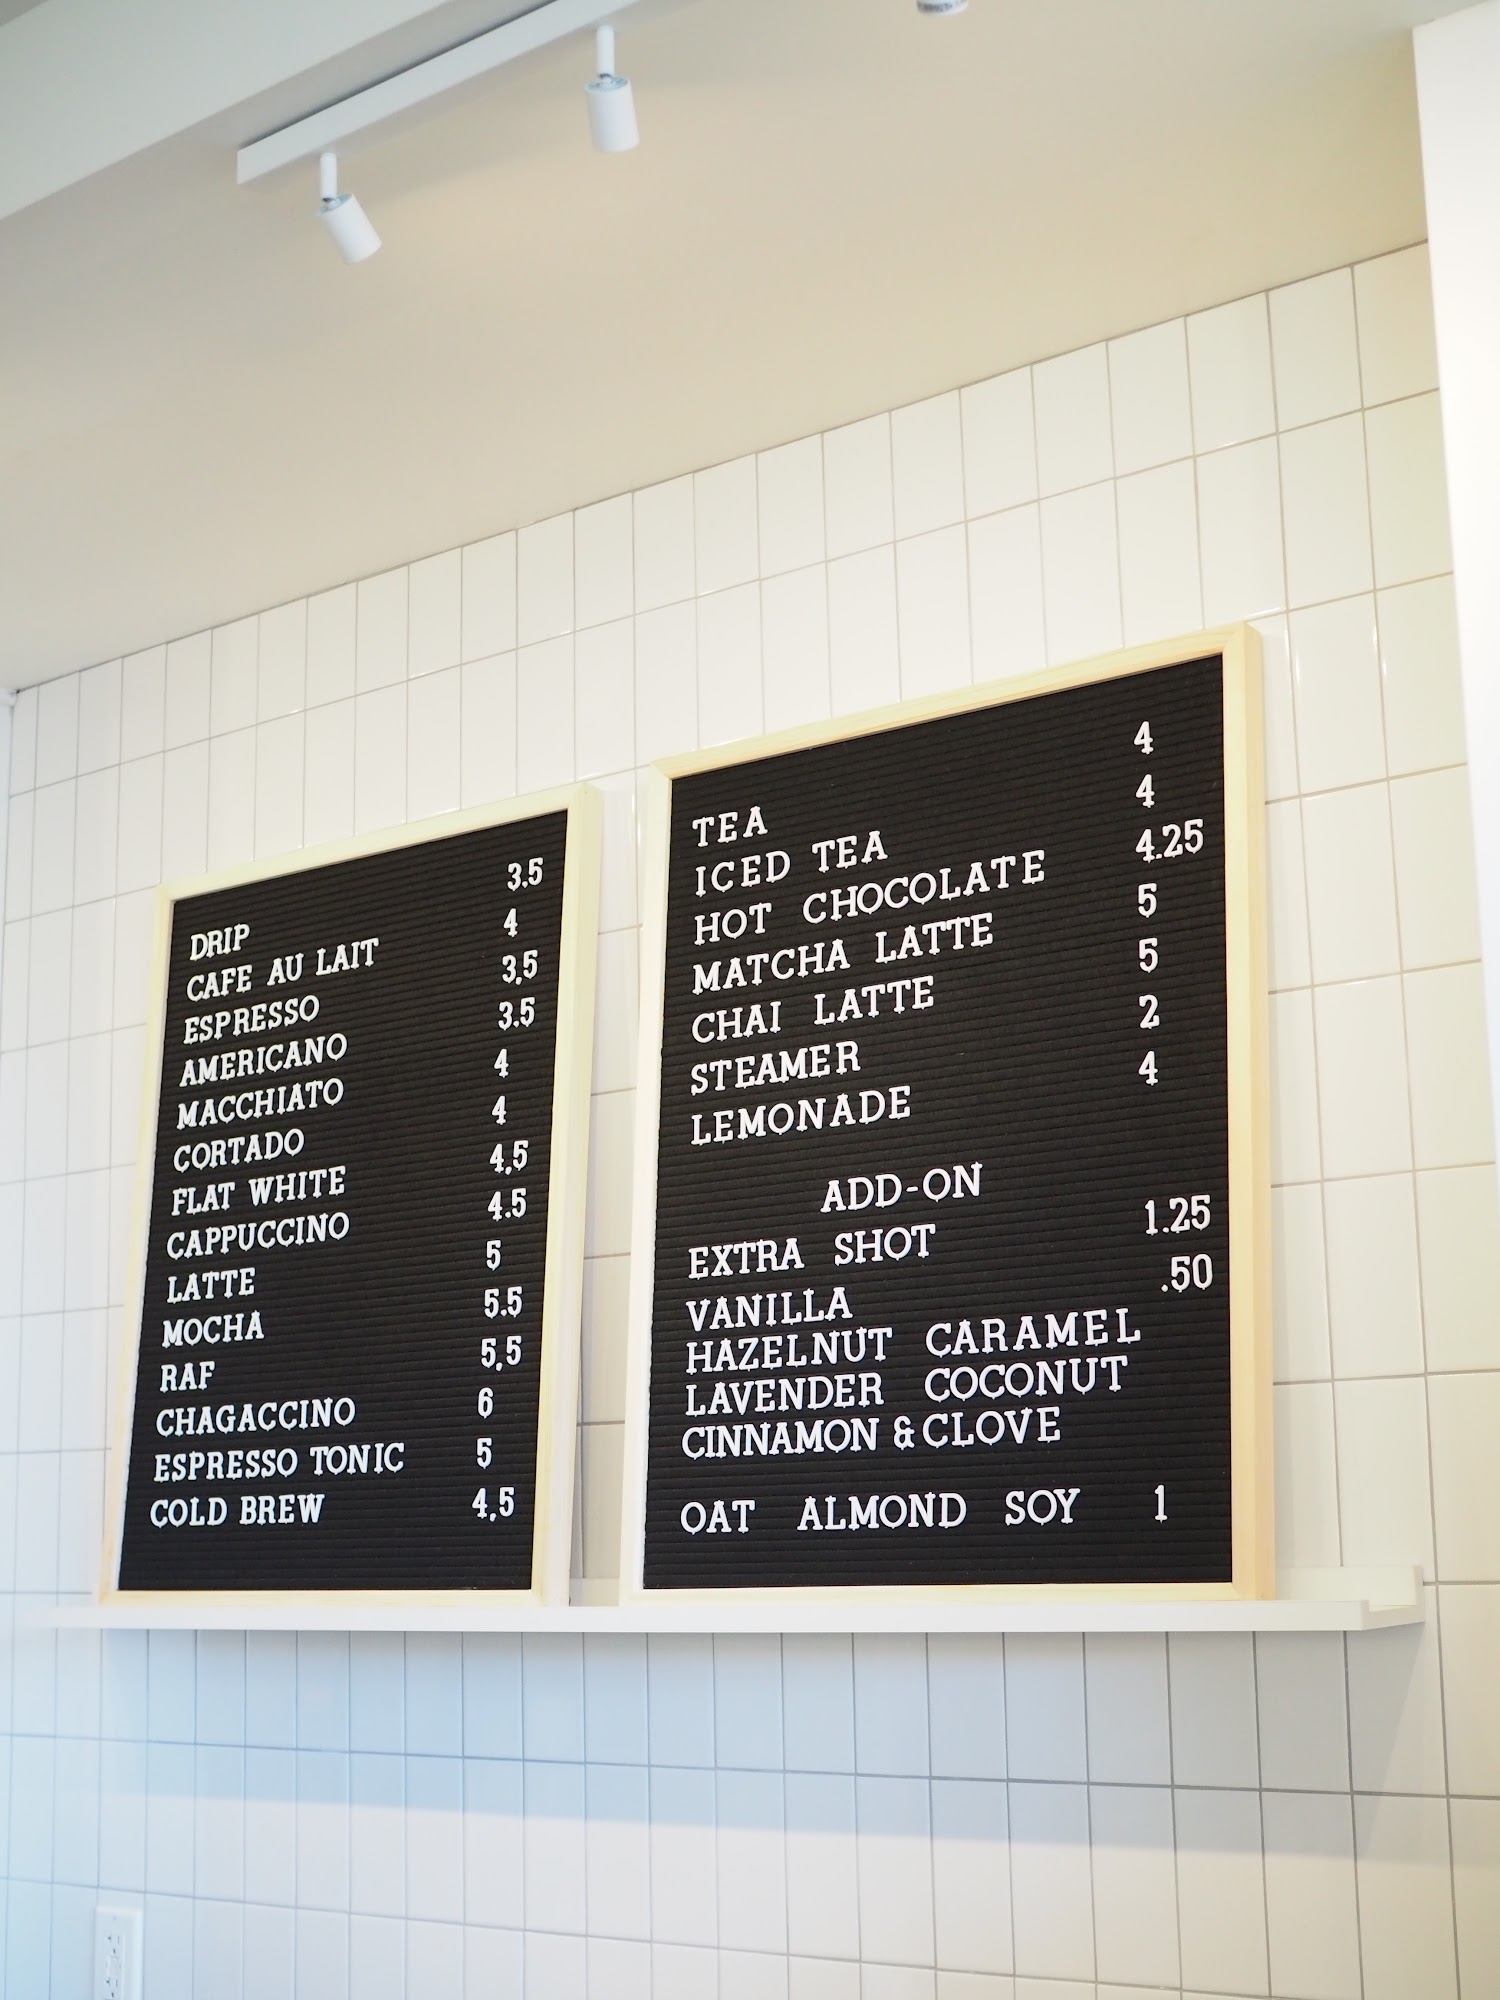 DRIP 3.5
CAFE AU LAIT 4
ESPRESSO 3,5
AMERICANO 3.5
MACCHIATO 4
CORTADO 4
FLAT WHITE 4,5
CAPPUCCINO 4.5
LATTE 5
MOCHA 5.5
RAF 5,5
CHAGACCINO 6
ESPRESSO TONIC 5
COLD BREW 4,5
TEA 4
ICED TEA 4
HOT CHOCOLATE 4.25
MATCHA LATTE 5
CHAI LATTE 5
STEAMER 2
LEMONADE 4
ADD-ON
EXTRA SHOT 1.25
VANILLA .50
HAZELNUT CARAMEL
LAVENDER COCONUT
CINNAMON & CLOVE
OAT ALMOND SOY 1